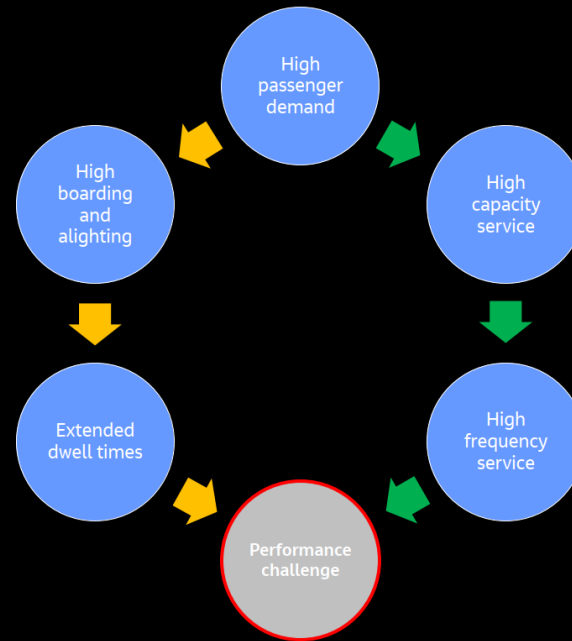 High
passenger
demand
High
boarding
and
alighting
High
capacity
service
Extended
dwell times
High
frequency
service
Performance
challenge